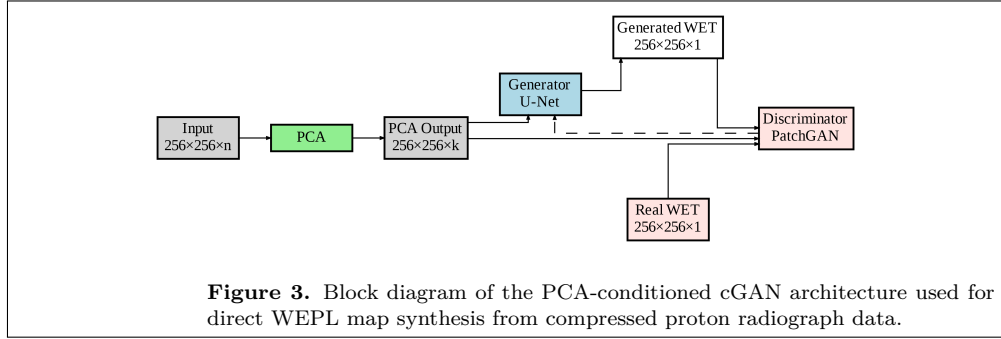 Generated WET
256×256×1
Generator
U-Net
Input
256×256×n
PCA
PCA Output
256×256×k
Discriminator
PatchGAN
Real WET
256×256×1
Figure 3. Block diagram of the PCA-conditioned cGAN architecture used for
direct WEPL map synthesis from compressed proton radiograph data.